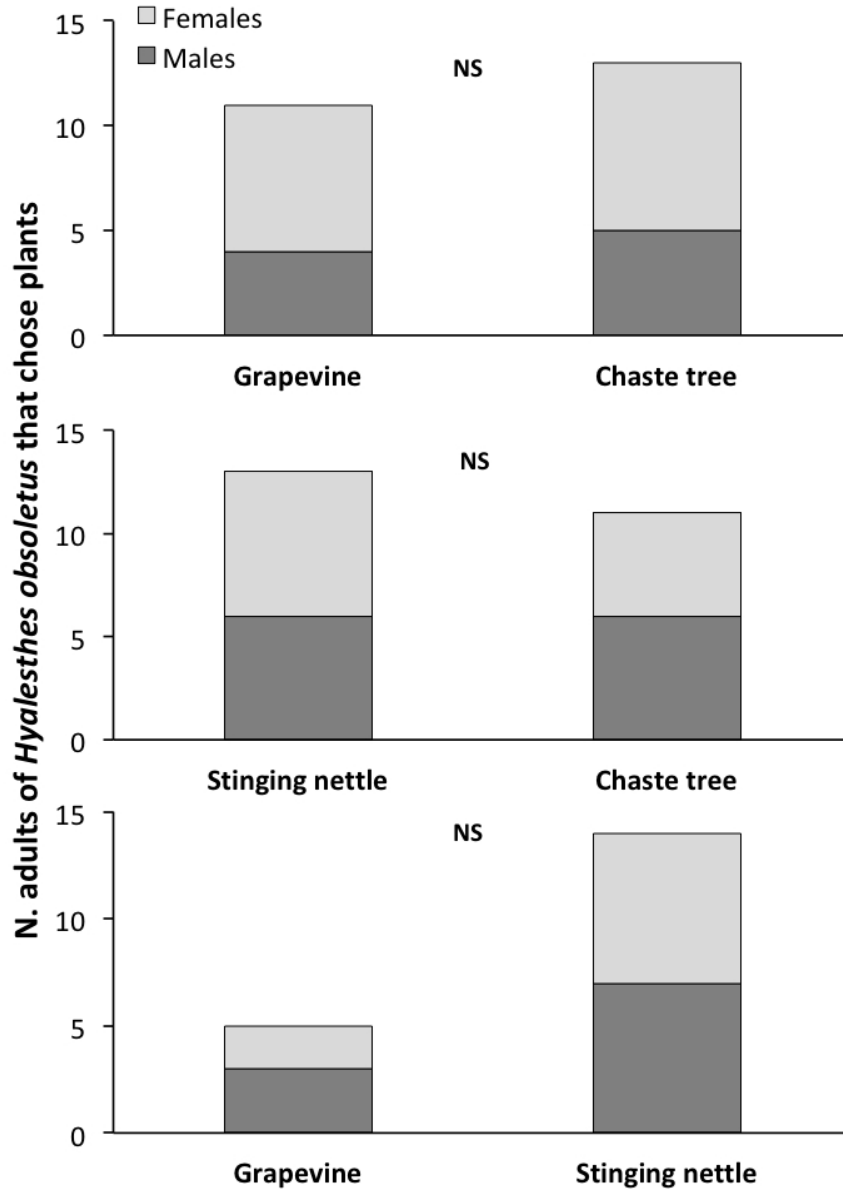 N. adults of Hyalesthes obsoletus that chose plants
Females
Males
15
10
5
0
NS
Grapevine
Chaste tree
15
10
5
0
NS
Stinging nettle
Chaste tree
15
10
5
0
NS
Grapevine
Stinging nettle